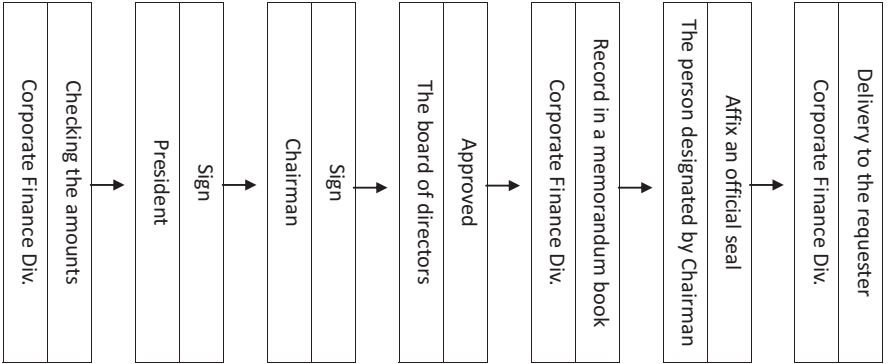 Checking the amounts
Corporate Finance Div.
Sign
President
Sign
Chairman
Approved
The board of directors
Record in a memorandum book
Corporate Finance Div.
Affix an official seal
The person designated by Chairman
Delivery to the requester
Corporate Finance Div.